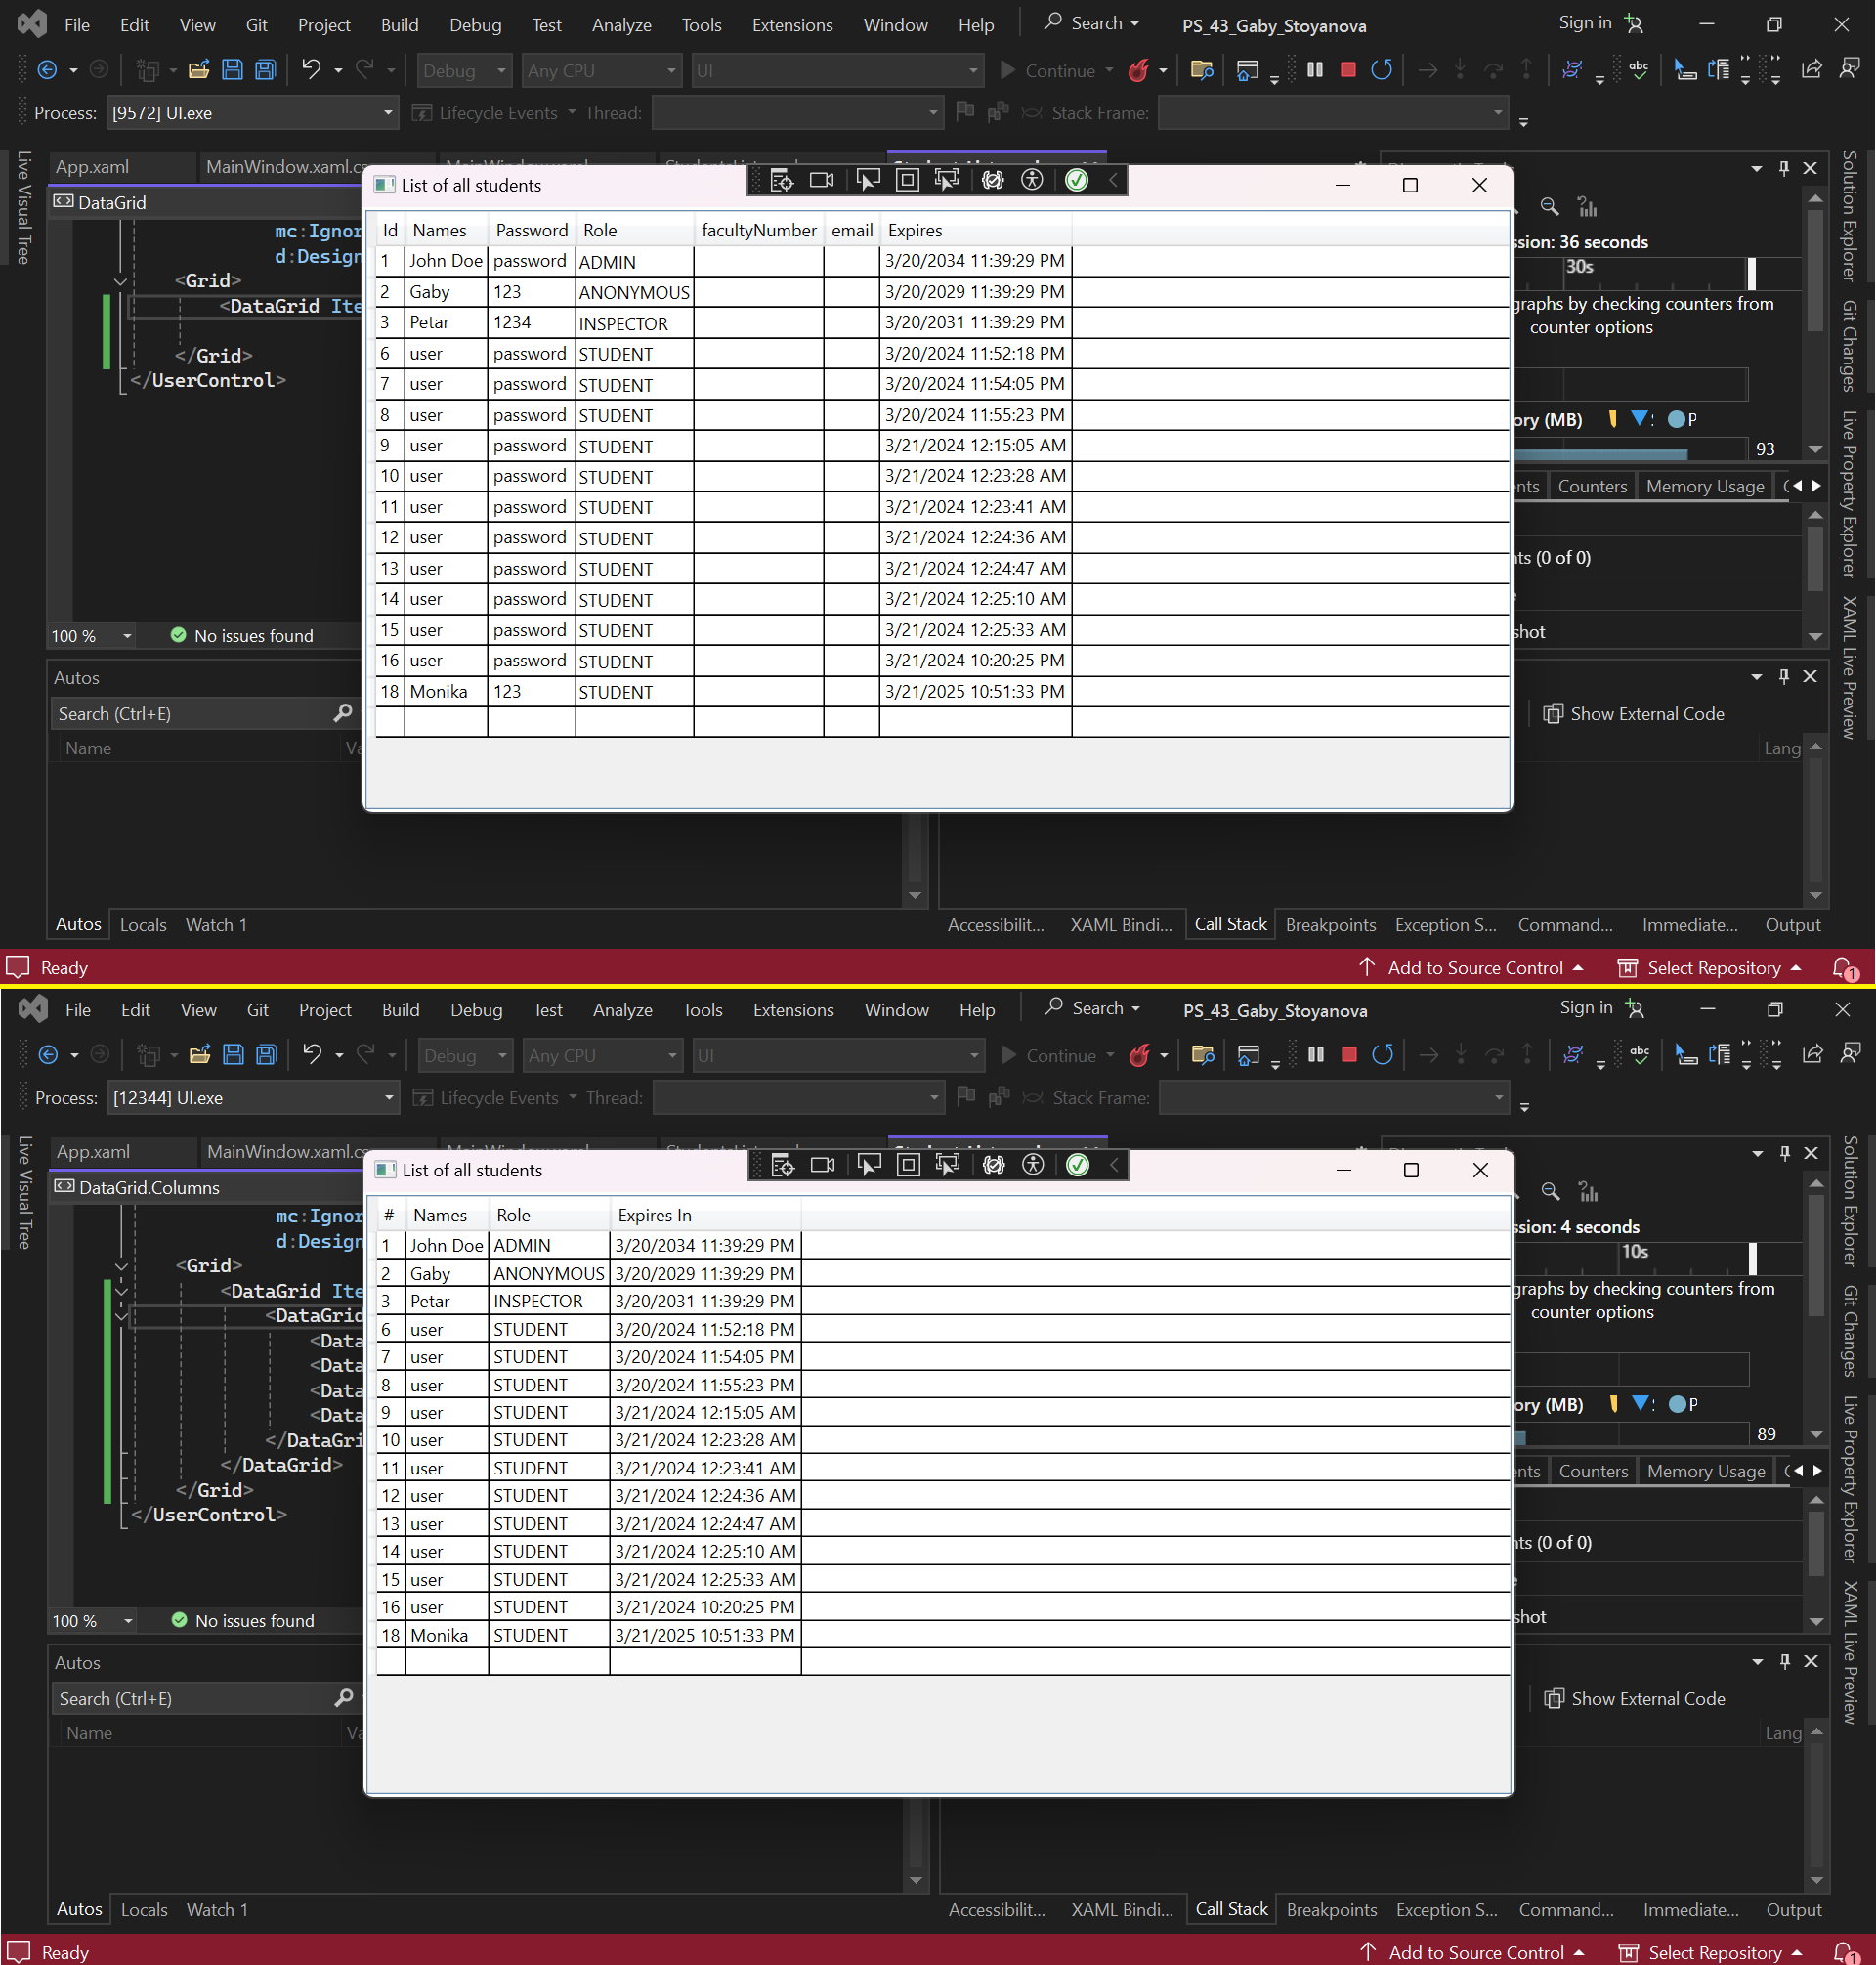 File Edit View Git Project Build Debug Test Analyze Tools Extensions Window Help Search PS_43_Gaby_Stoyanova Sign in
Debug Any CPU UI Continue
Process: [9572] UI.exe Lifecycle Events Thread: Stack Frame:
App.xaml MainWindow.xaml.cs
Live Visual Tree
List of all students
DataGrid
mc:Ignor
d:Design
<Grid>
<DataGrid Ite
</Grid>
</UserControl>
Id Names Password Role facultyNumber email Expires
1 John Doe password ADMIN 3/20/2034 11:39:29 PM
2 Gaby 123 ANONYMOUS 3/20/2029 11:39:29 PM
3 Petar 1234 INSPECTOR 3/20/2031 11:39:29 PM
6 user password STUDENT 3/20/2024 11:52:18 PM
7 user password STUDENT 3/20/2024 11:54:05 PM
8 user password STUDENT 3/20/2024 11:55:23 PM
9 user password STUDENT 3/21/2024 12:15:05 AM
10 user password STUDENT 3/21/2024 12:23:28 AM
11 user password STUDENT 3/21/2024 12:23:41 AM
12 user password STUDENT 3/21/2024 12:24:36 AM
13 user password STUDENT 3/21/2024 12:24:47 AM
14 user password STUDENT 3/21/2024 12:25:10 AM
15 user password STUDENT 3/21/2024 12:25:33 AM
16 user password STUDENT 3/21/2024 10:20:25 PM
18 Monika 123 STUDENT 3/21/2025 10:51:33 PM
ssion: 36 seconds
30s
graphs by checking counters from
counter options
ory (MB) P
93
nts Counters Memory Usage
nts (0 of 0)
shot
Solution Explorer
Git Changes
Live Property Explorer
XAML Live Preview
100 % No issues found
Autos
Search (Ctrl+E)
Name Va
Show External Code
Lang
Autos Locals Watch 1
Accessibilit... XAML Bindi... Call Stack Breakpoints Exception S... Command... Immediate... Output
Ready Add to Source Control Select Repository 1
File Edit View Git Project Build Debug Test Analyze Tools Extensions Window Help Search PS_43_Gaby_Stoyanova Sign in
Debug Any CPU UI Continue
Process: [12344] UI.exe Lifecycle Events Thread: Stack Frame:
App.xaml MainWindow.xaml.cs
Live Visual Tree
List of all students
DataGrid.Columns
mc:Ignor
d:Design
<Grid>
<DataGrid Ite
<DataGrid
<Data
<Data
<Data
<Data
</DataGri
</DataGrid>
</Grid>
</UserControl>
# Names Role Expires In
1 John Doe ADMIN 3/20/2034 11:39:29 PM
2 Gaby ANONYMOUS 3/20/2029 11:39:29 PM
3 Petar INSPECTOR 3/20/2031 11:39:29 PM
6 user STUDENT 3/20/2024 11:52:18 PM
7 user STUDENT 3/20/2024 11:54:05 PM
8 user STUDENT 3/20/2024 11:55:23 PM
9 user STUDENT 3/21/2024 12:15:05 AM
10 user STUDENT 3/21/2024 12:23:28 AM
11 user STUDENT 3/21/2024 12:23:41 AM
12 user STUDENT 3/21/2024 12:24:36 AM
13 user STUDENT 3/21/2024 12:24:47 AM
14 user STUDENT 3/21/2024 12:25:10 AM
15 user STUDENT 3/21/2024 12:25:33 AM
16 user STUDENT 3/21/2024 10:20:25 PM
18 Monika STUDENT 3/21/2025 10:51:33 PM
ssion: 4 seconds
10s
graphs by checking counters from
counter options
ory (MB) P
89
nts Counters Memory Usage
nts (0 of 0)
shot
Solution Explorer
Git Changes
Live Property Explorer
XAML Live Preview
100 % No issues found
Autos
Search (Ctrl+E)
Name Va
Show External Code
Lang
Autos Locals Watch 1
Accessibilit... XAML Bindi... Call Stack Breakpoints Exception S... Command... Immediate... Output
Ready Add to Source Control Select Repository 1